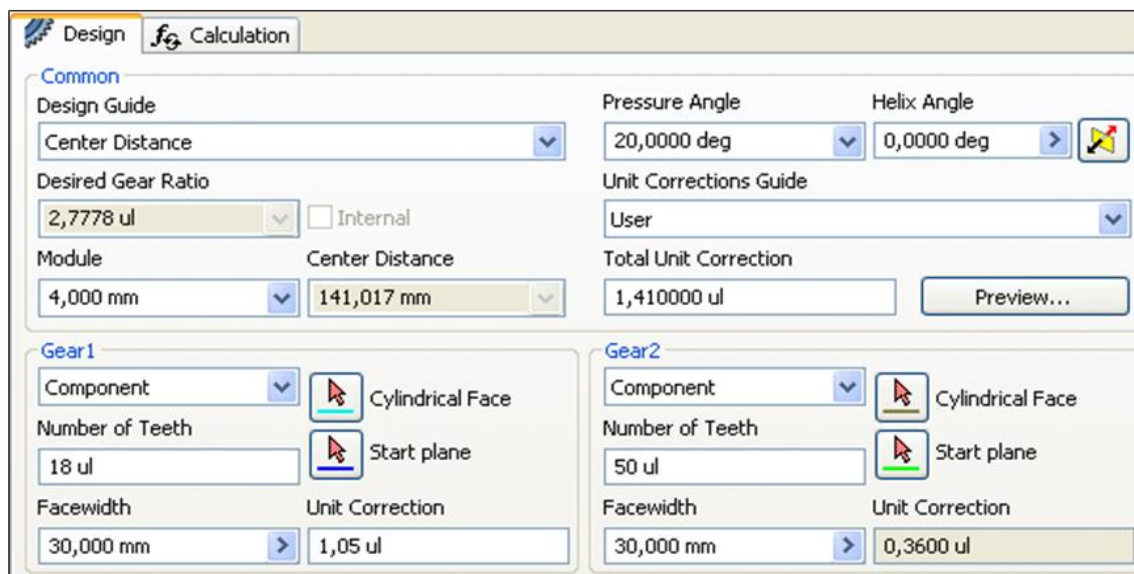 Design Calculation
Common
Design Guide
Pressure Angle Helix Angle
Center Distance
20,0000 deg 0,0000 deg
Desired Gear Ratio
Unit Corrections Guide
2,7778 ul Internal
User
Module Center Distance
Total Unit Correction
4,000 mm 141,017 mm
1,410000 ul Preview...
Gear1
Component
Cylindrical Face
Number of Teeth
Start plane
18 ul
Facewidth Unit Correction
30,000 mm 1,05 ul
Gear2
Component
Cylindrical Face
Number of Teeth
Start plane
50 ul
Facewidth Unit Correction
30,000 mm 0,3600 ul